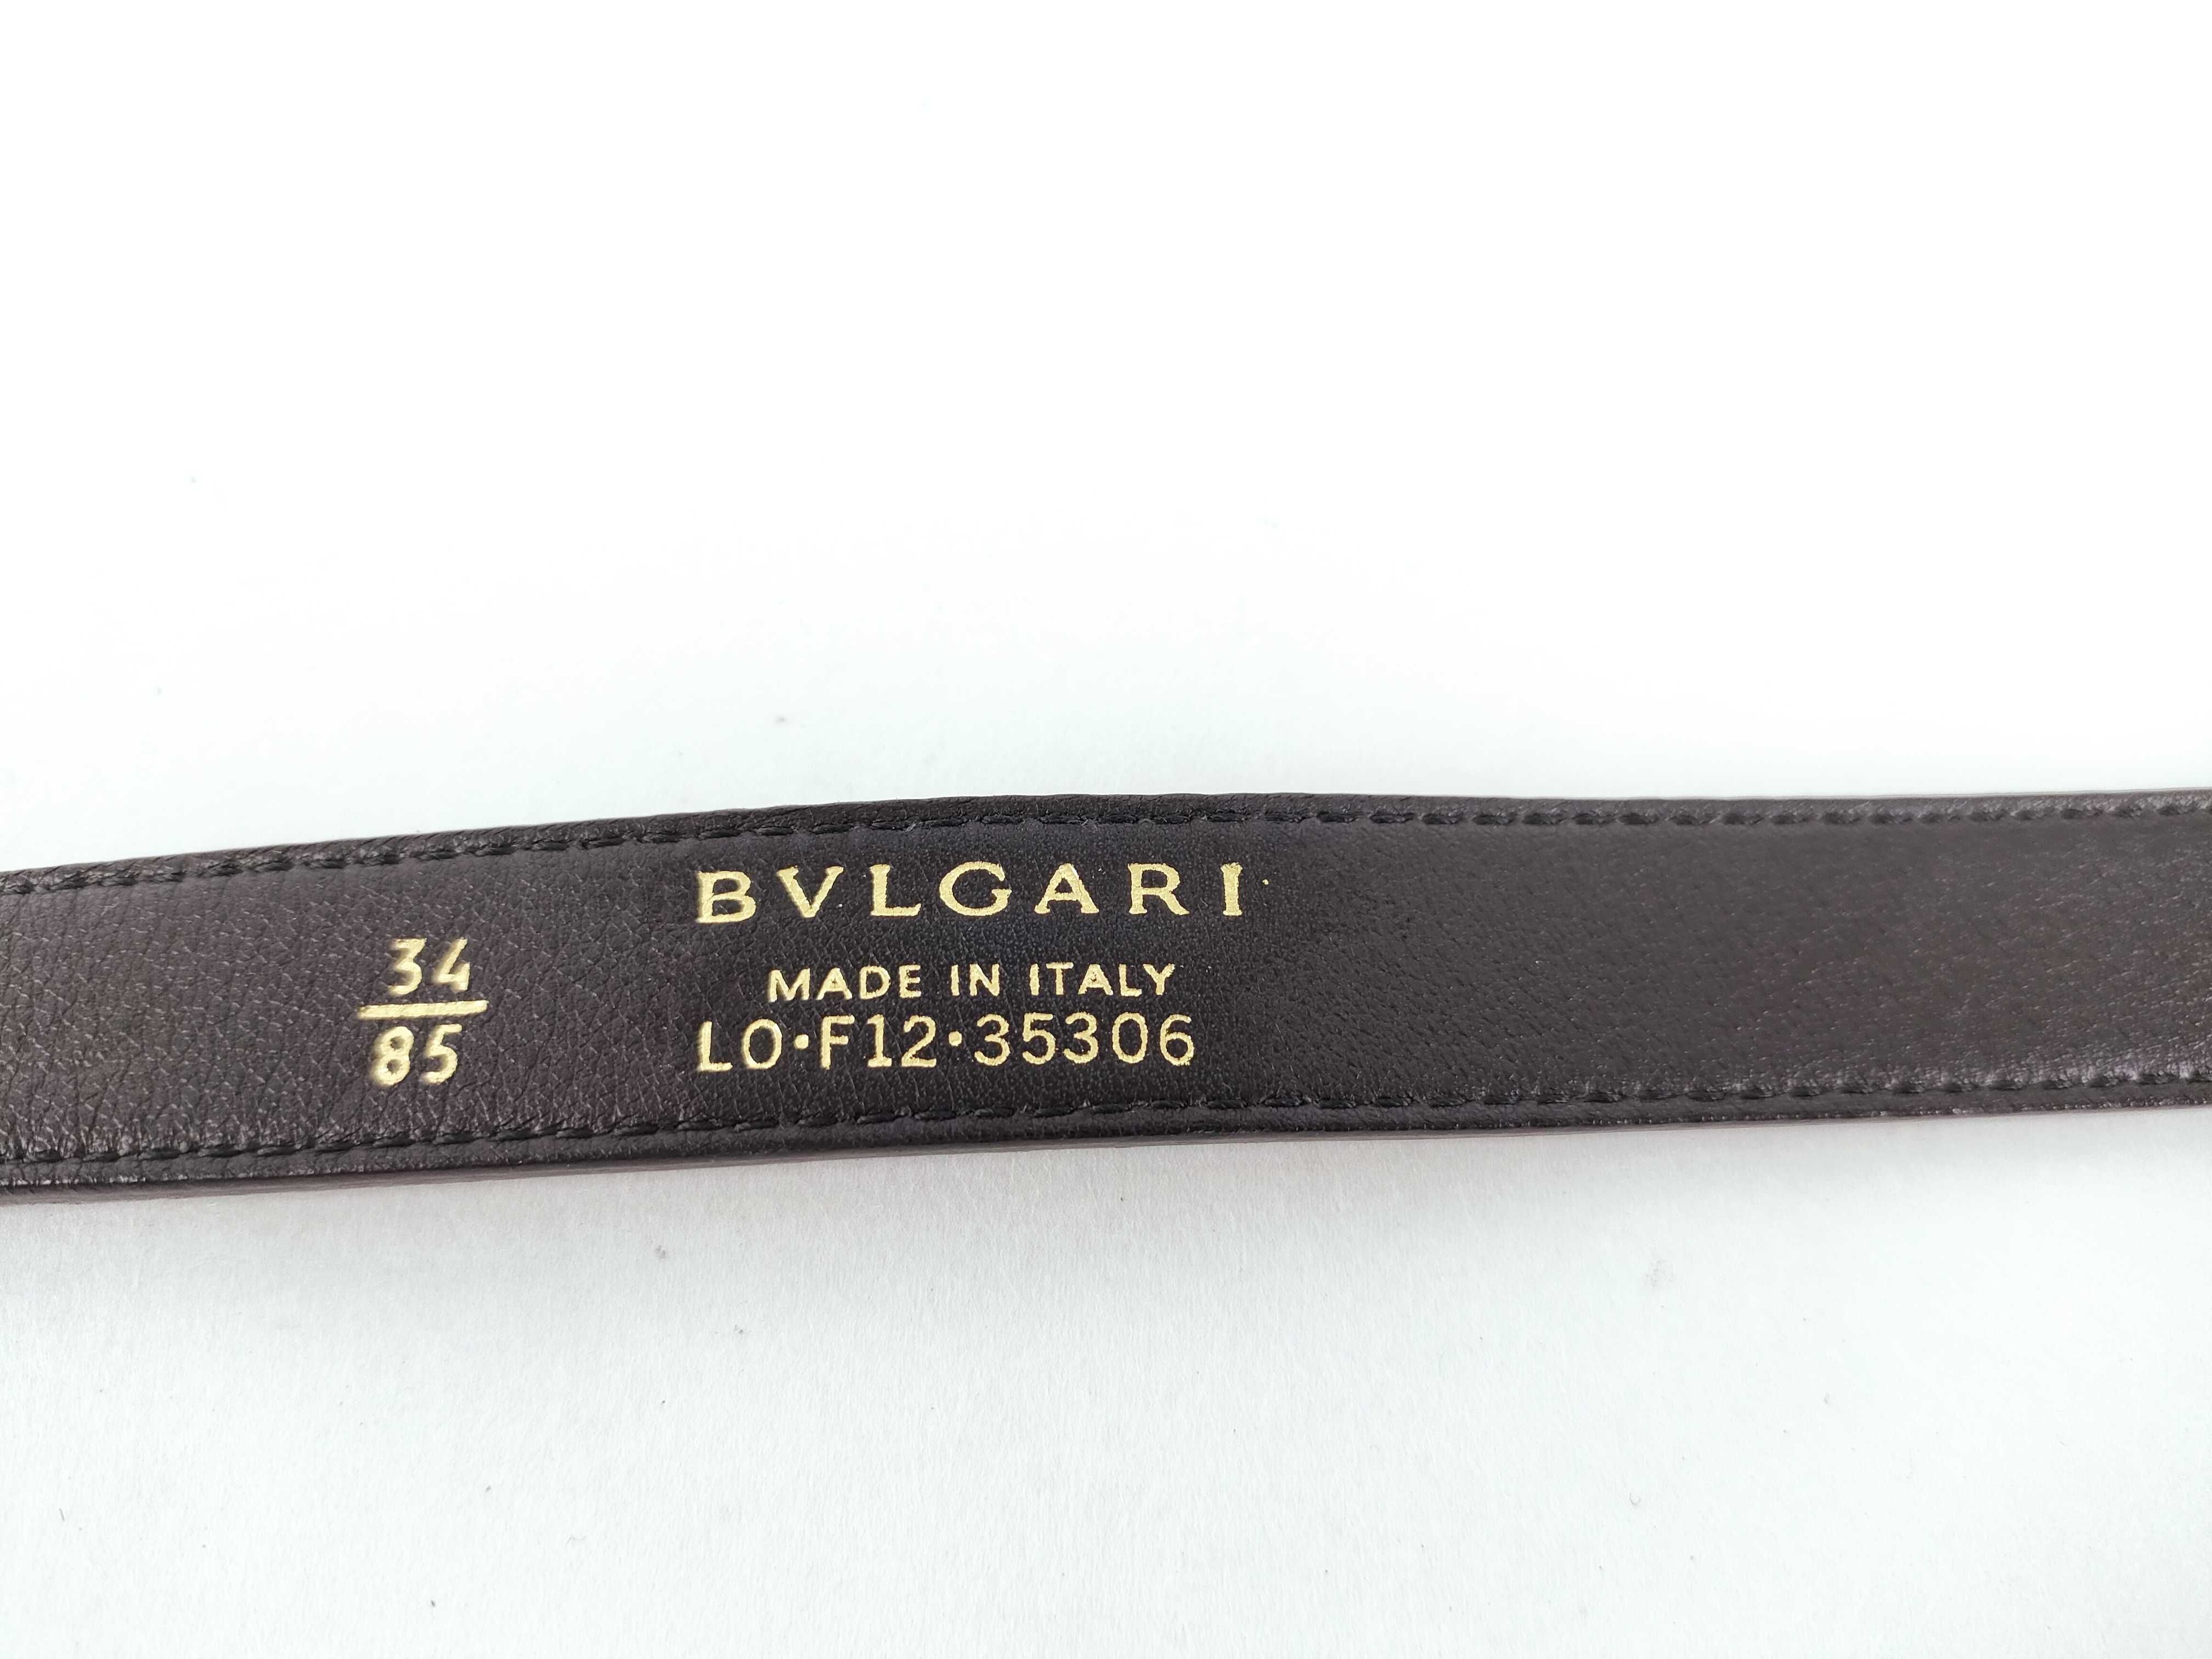 34
85
BVLGARI
MADE IN ITALY
LO·F12·35306